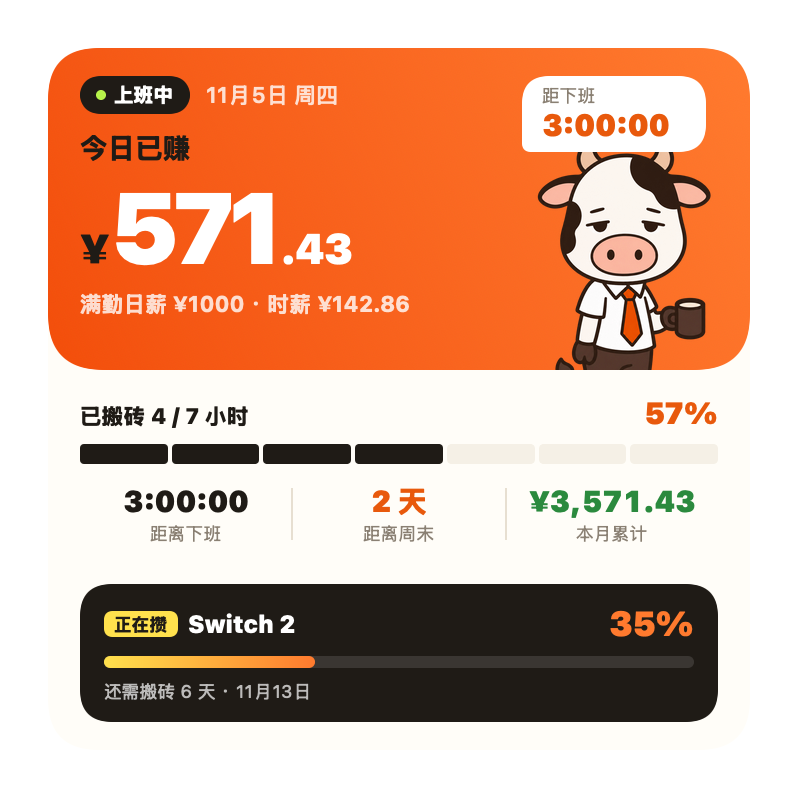 上班中 11月5日 周四
距下班
3:00:00
今日已赚
¥571.43
满勤日薪 ¥1000 · 时薪 ¥142.86
已搬砖 4 / 7 小时 57%
3:00:00 2 天 ¥3,571.43
距离下班 距离周末 本月累计
正在攒 Switch 2 35%
还需搬砖 6 天 · 11月13日